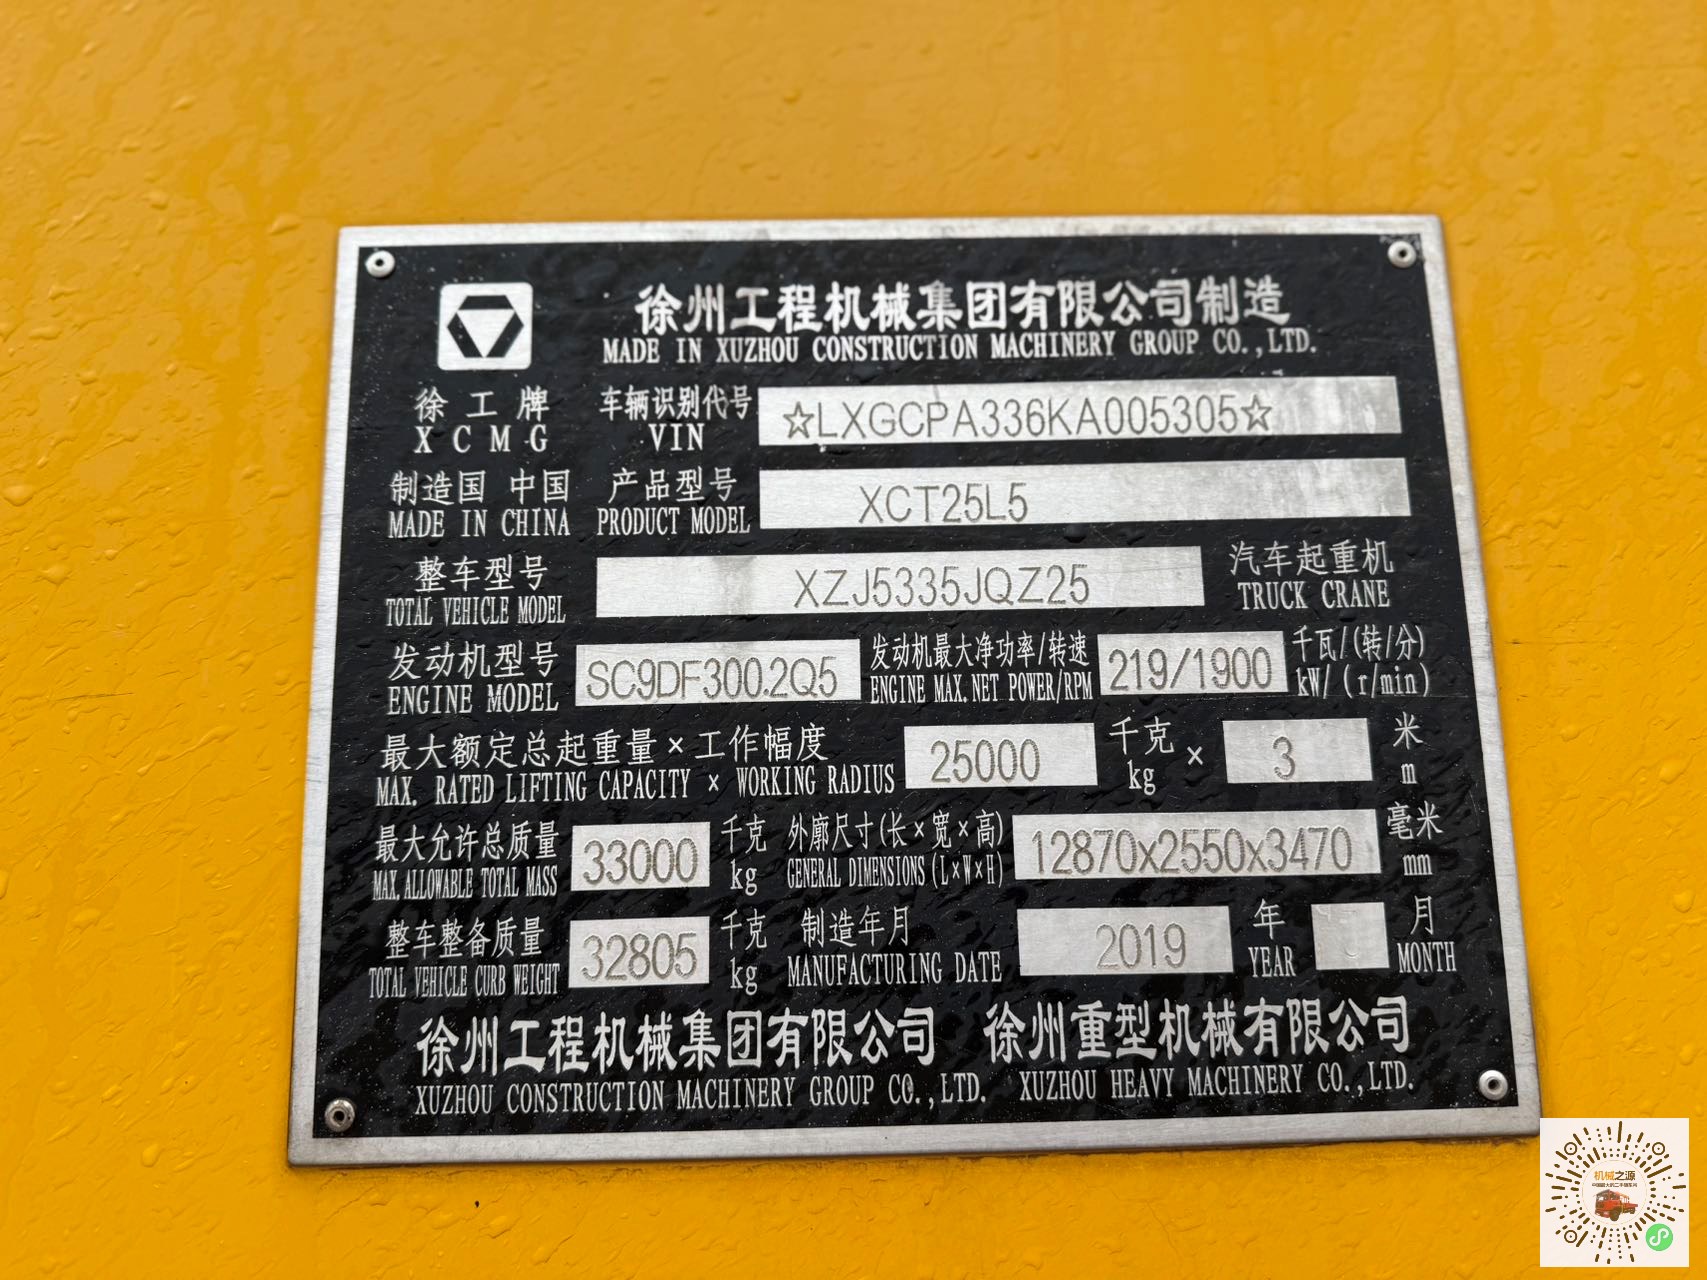 徐州工程机械集团有限公司制造
MADE IN XUZHOU CONSTRUCTION MACHINERY GROUP CO.,LTD.
徐工牌 车辆识别代号 ☆LXGCPA336KA005305☆
XCMG VIN
制造国 中国 产品型号 XCT25L5
MADE IN CHINA PRODUCT MODEL
整车型号 XZJ5335JQZ25 汽车起重机
TOTAL VEHICLE MODEL TRUCK CRANE
发动机型号 SC9DF300.2Q5 发动机最大净功率/转速 219/1900 千瓦/(转/分)
ENGINE MODEL ENGINE MAX.NET POWER/RPM kW/(r/min)
最大额定总起重量×工作幅度 25000 千克 × 3 米
MAX. RATED LIFTING CAPACITY × WORKING RADIUS kg m
最大允许总质量 33000 千克 外廓尺寸(长×宽×高) 12870x2550x3470 毫米
MAX.ALLOWABLE TOTAL MASS kg GENERAL DIMENSIONS(L×W×H) mm
整车整备质量 32805 千克 制造年月 2019 年 月
TOTAL VEHICLE CURB WEIGHT kg MANUFACTURING DATE YEAR MONTH
徐州工程机械集团有限公司 徐州重型机械有限公司
XUZHOU CONSTRUCTION MACHINERY GROUP CO.,LTD. XUZHOU HEAVY MACHINERY CO.,LTD.
机械之源